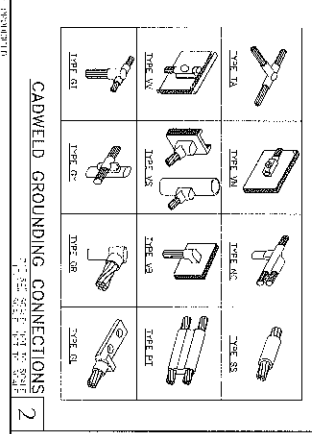 TYPE TA
TYPE VN
TYPE NC
TYPE SS
TYPE VV
TYPE VS
TYPE VB
TYPE PT
TYPE GT
TYPE GY
TYPE GR
TYPE GL
CADWELD GROUNDING CONNECTIONS
2